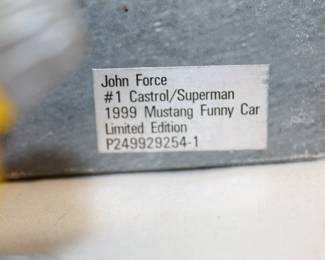 John Force
#1 Castrol/Superman
1999 Mustang Funny Car
Limited Edition
P249929254-1